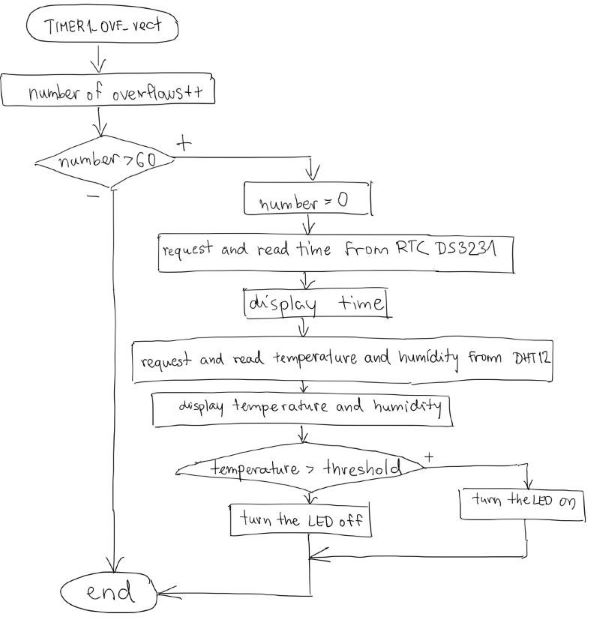 TIMER1_OVF_vect
number of overflows++
number > 60
+
-
number = 0
request and read time from RTC DS3231
display time
request and read temperature and humidity from DHT12
display temperature and humidity
temperature > threshold
+
turn the LED on
turn the LED off
end